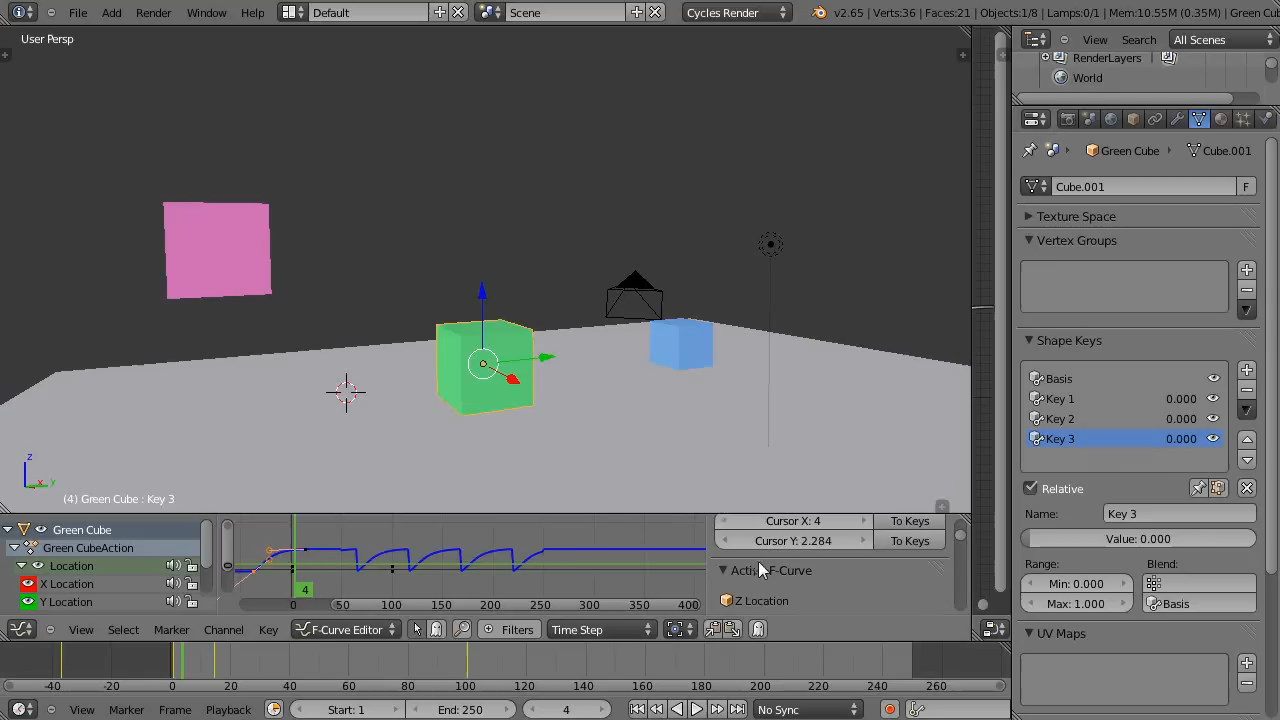 File Add Render Window Help Default Scene Cycles Render v2.65 | Verts:36 | Faces:21 | Objects:1/8 | Lamps:0/1 | Mem:10.55M (0.35M) | Green Cu
User Persp
View Search All Scenes
RenderLayers
World
Green Cube Cube.001
Cube.001 F
Texture Space
Vertex Groups
Shape Keys
Basis
Key 1 0.000
Key 2 0.000
Key 3 0.000
Relative
Name: Key 3
Value: 0.000
Range: Blend:
Min: 0.000
Max: 1.000 Basis
UV Maps
z
x y
(4) Green Cube : Key 3
Green Cube
Green CubeAction
Location
X Location
Y Location
4
0 50 100 150 200 250 300 350 400
Cursor X: 4 To Keys
Cursor Y: 2.284 To Keys
Z Location
View Select Marker Channel Key F-Curve Editor Filters Time Step
-40 -20 0 20 40 60 80 100 120 140 160 180 200 220 240 260
View Marker Frame Playback Start: 1 End: 250 4 No Sync